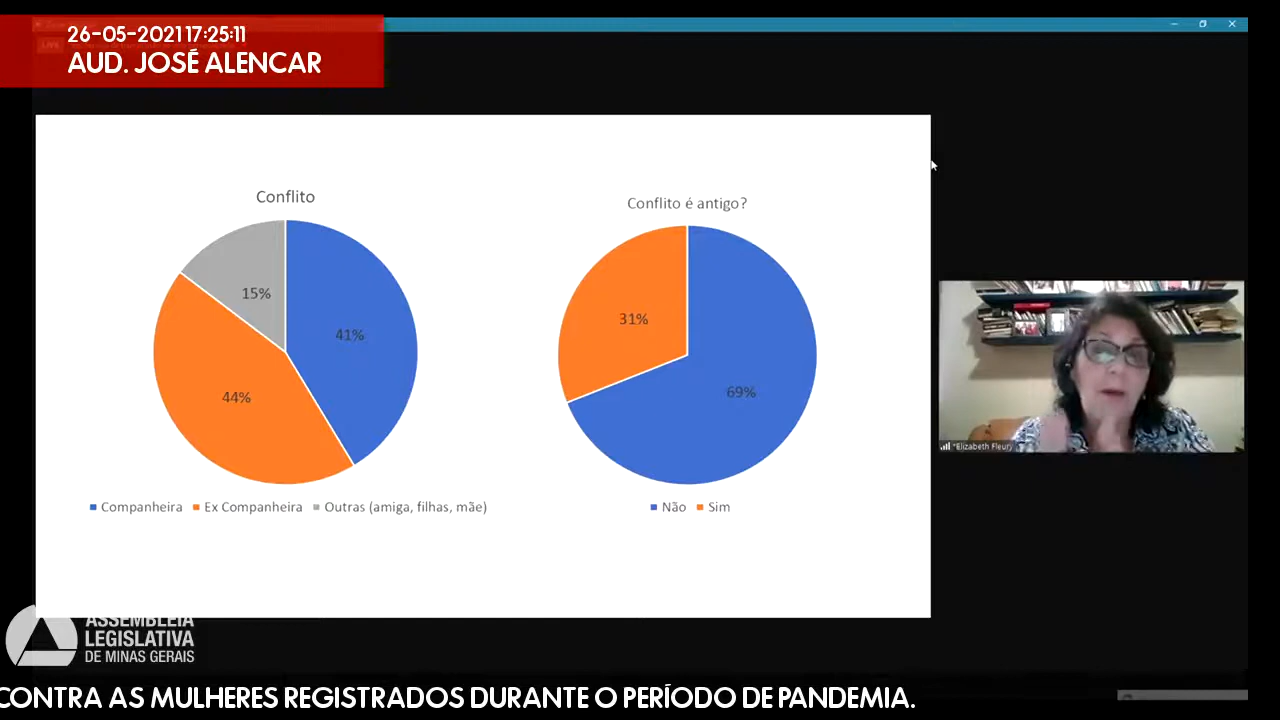 26-05-2021 17:25:11
AUD. JOSÉ ALENCAR
Conflito
15%
41%
44%
Companheira Ex Companheira Outras (amiga, filhas, mãe)
Conflito é antigo?
31%
69%
Não Sim
*Elizabeth Fleury
ASSEMBLEIA
LEGISLATIVA
DE MINAS GERAIS
CONTRA AS MULHERES REGISTRADOS DURANTE O PERÍODO DE PANDEMIA.